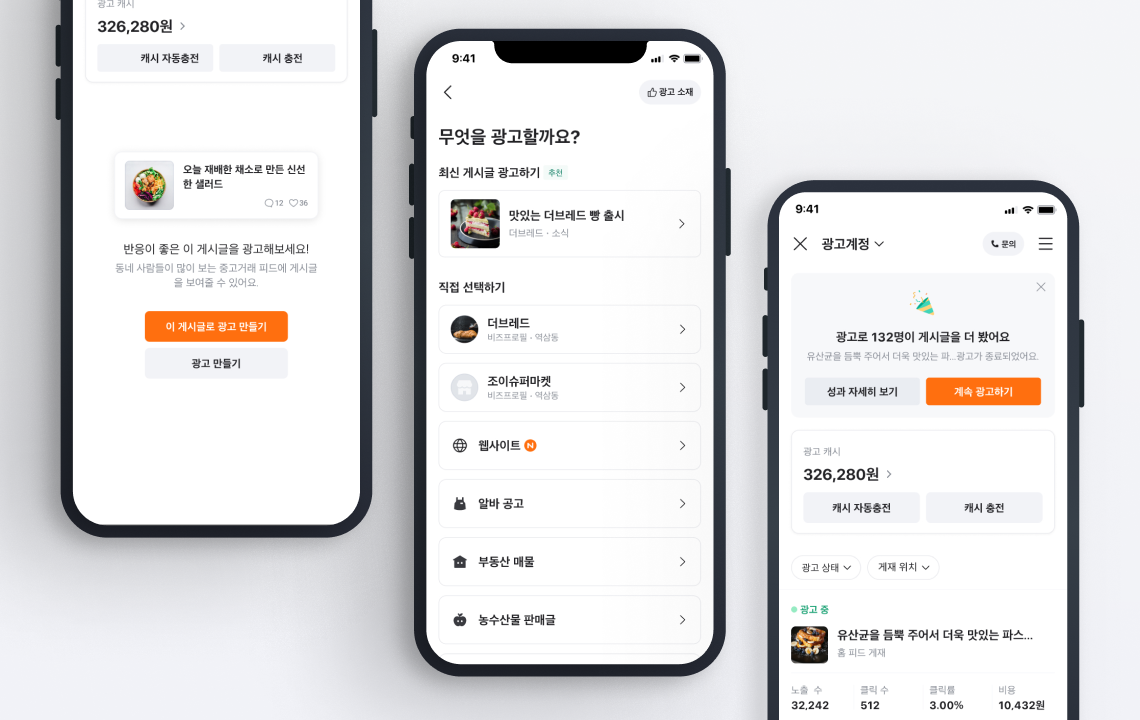 광고 캐시
326,280원
캐시 자동충전
캐시 충전
오늘 재배한 채소로 만든 신선
한 샐러드
12 36
반응이 좋은 이 게시글을 광고해보세요!
동네 사람들이 많이 보는 중고거래 피드에 게시글
을 보여줄 수 있어요.
이 게시글로 광고 만들기
광고 만들기
9:41
광고 소재
무엇을 광고할까요?
최신 게시글 광고하기 추천
맛있는 더브레드 빵 출시
더브레드 · 소식
직접 선택하기
더브레드
비즈프로필 · 역삼동
조이슈퍼마켓
비즈프로필 · 역삼동
웹사이트 N
알바 공고
부동산 매물
농수산물 판매글
9:41
광고계정
문의
광고로 132명이 게시글을 더 봤어요
유산균을 듬뿍 주어서 더욱 맛있는 파...광고가 종료되었어요.
성과 자세히 보기
계속 광고하기
광고 캐시
326,280원
캐시 자동충전
캐시 충전
광고 상태
게재 위치
광고 중
유산균을 듬뿍 주어서 더욱 맛있는 파스...
홈 피드 게재
노출 수 클릭 수 클릭률 비용
32,242 512 3.00% 10,432원